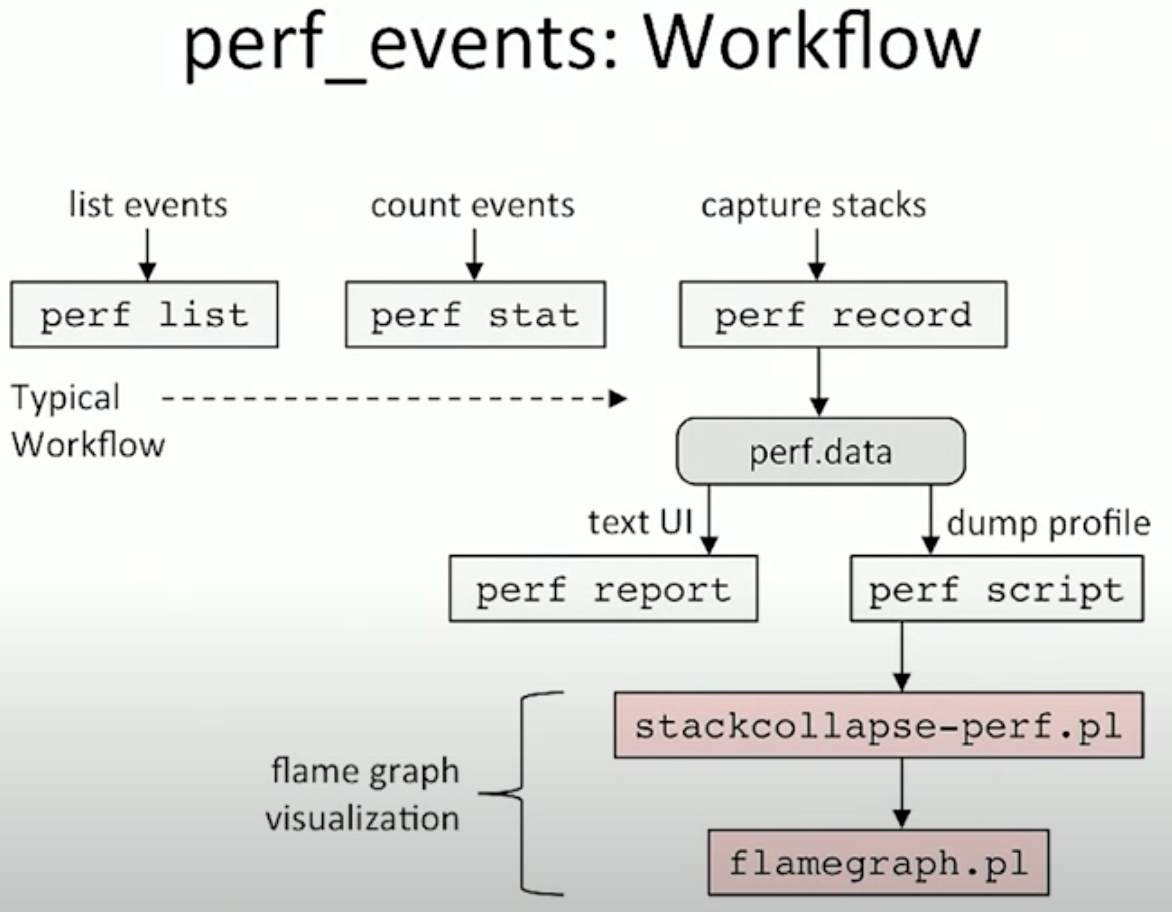 perf_events: Workflow
list events
count events
capture stacks
perf list
perf stat
perf record
Typical
Workflow
perf.data
text UI
dump profile
perf report
perf script
stackcollapse-perf.pl
flame graph
visualization
flamegraph.pl